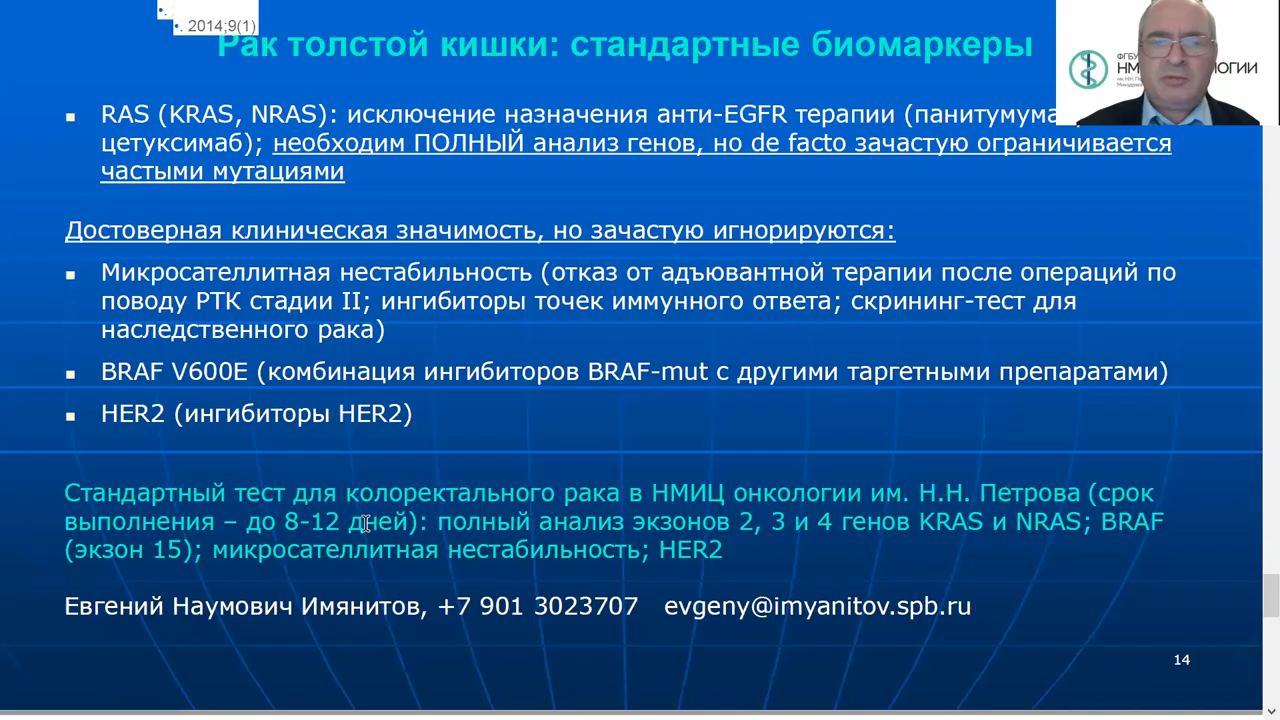 •.
•. 2014;9(1)
Рак толстой кишки: стандартные биомаркеры
ФГБУ
RAS (KRAS, NRAS): исключение назначения анти-EGFR терапии
цетуксимаб); необходим ПОЛНЫЙ анализ генов, но de facto зачастую ограничивается
частыми мутациями
Достоверная клиническая значимость, но зачастую игнорируются:
Микросателлитная нестабильность (отказ от адъювантной терапии после операций по
поводу РТК стадии II; ингибиторы точек иммунного ответа; скрининг-тест для
наследственного рака)
BRAF V600E (комбинация ингибиторов BRAF-mut с другими таргетными препаратами)
HER2 (ингибиторы HER2)
Стандартный тест для колоректального рака в НМИЦ онкологии им. Н.Н. Петрова (срок
выполнения – до 8-12 дней): полный анализ экзонов 2, 3 и 4 генов KRAS и NRAS; BRAF
(экзон 15); микросателлитная нестабильность; HER2
Евгений Наумович Имянитов, +7 901 3023707 evgeny@imyanitov.spb.ru
14